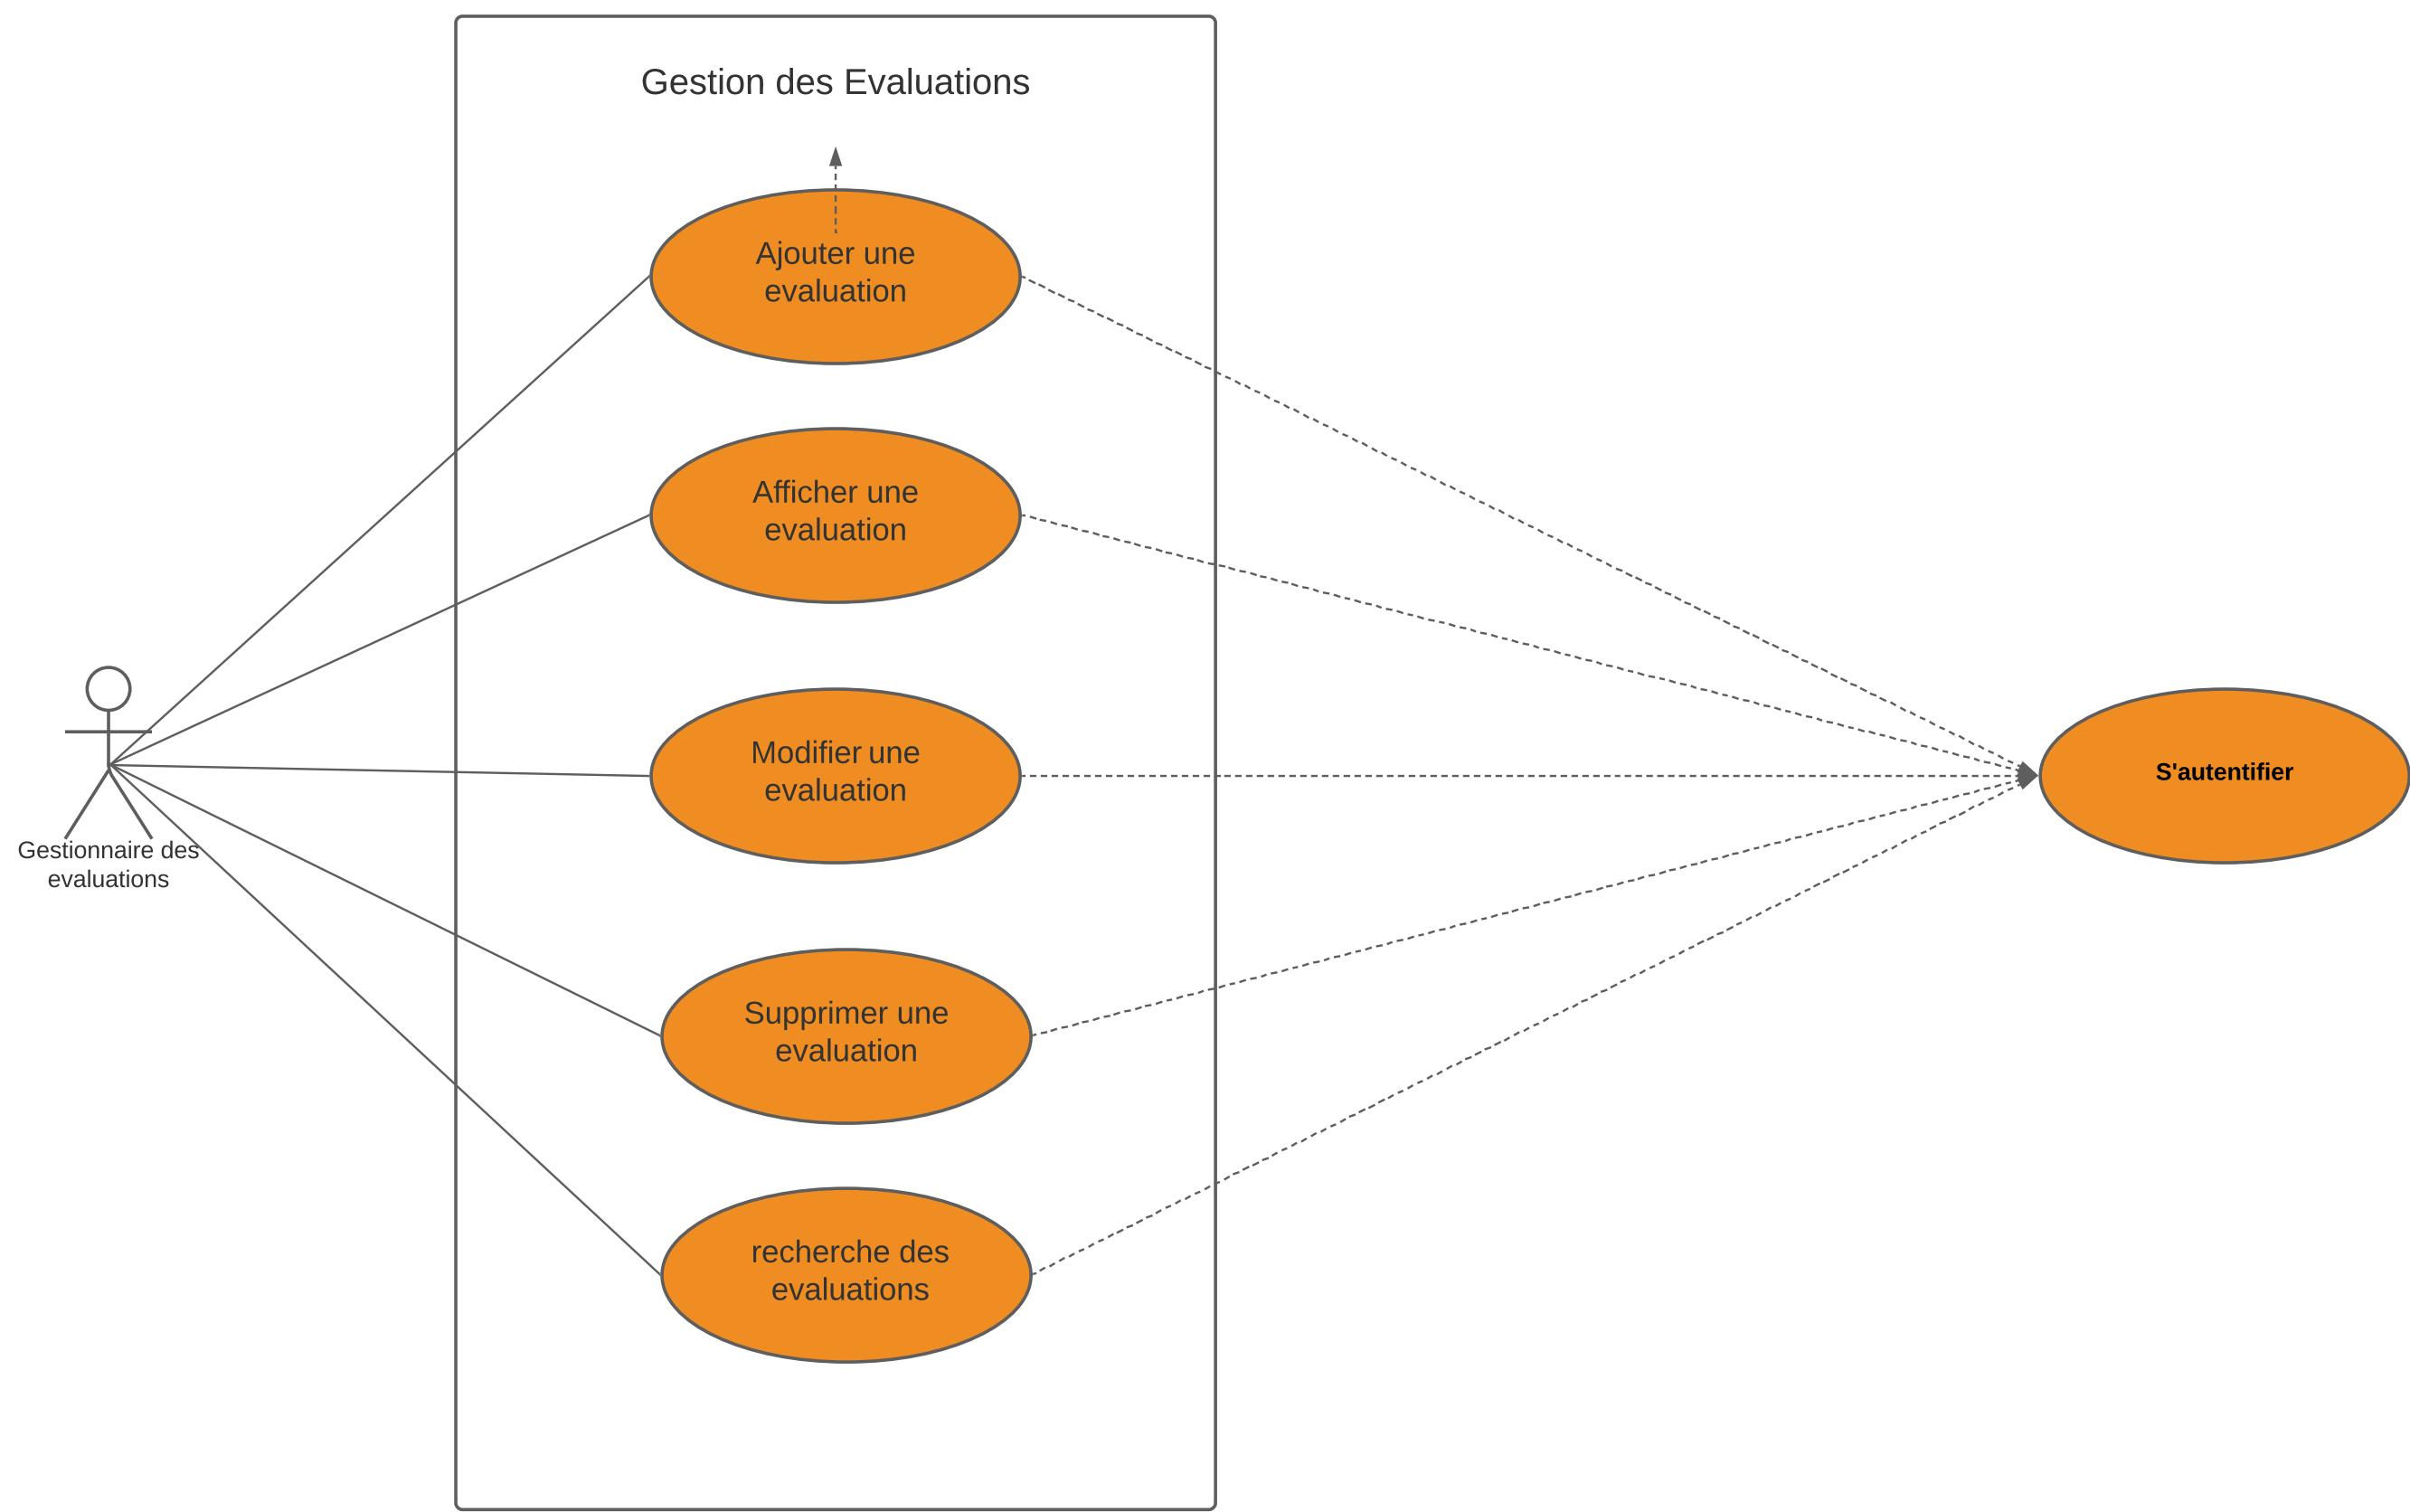 Gestion des Evaluations
Ajouter une
evaluation
Afficher une
evaluation
Modifier une
evaluation
S'autentifier
Gestionnaire des
evaluations
Supprimer une
evaluation
recherche des
evaluations